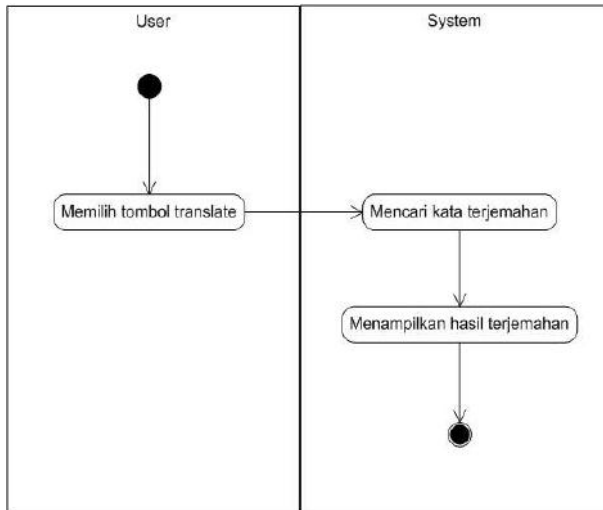 User
System
Memilih tombol translate
Mencari kata terjemahan
Menampilkan hasil terjemahan